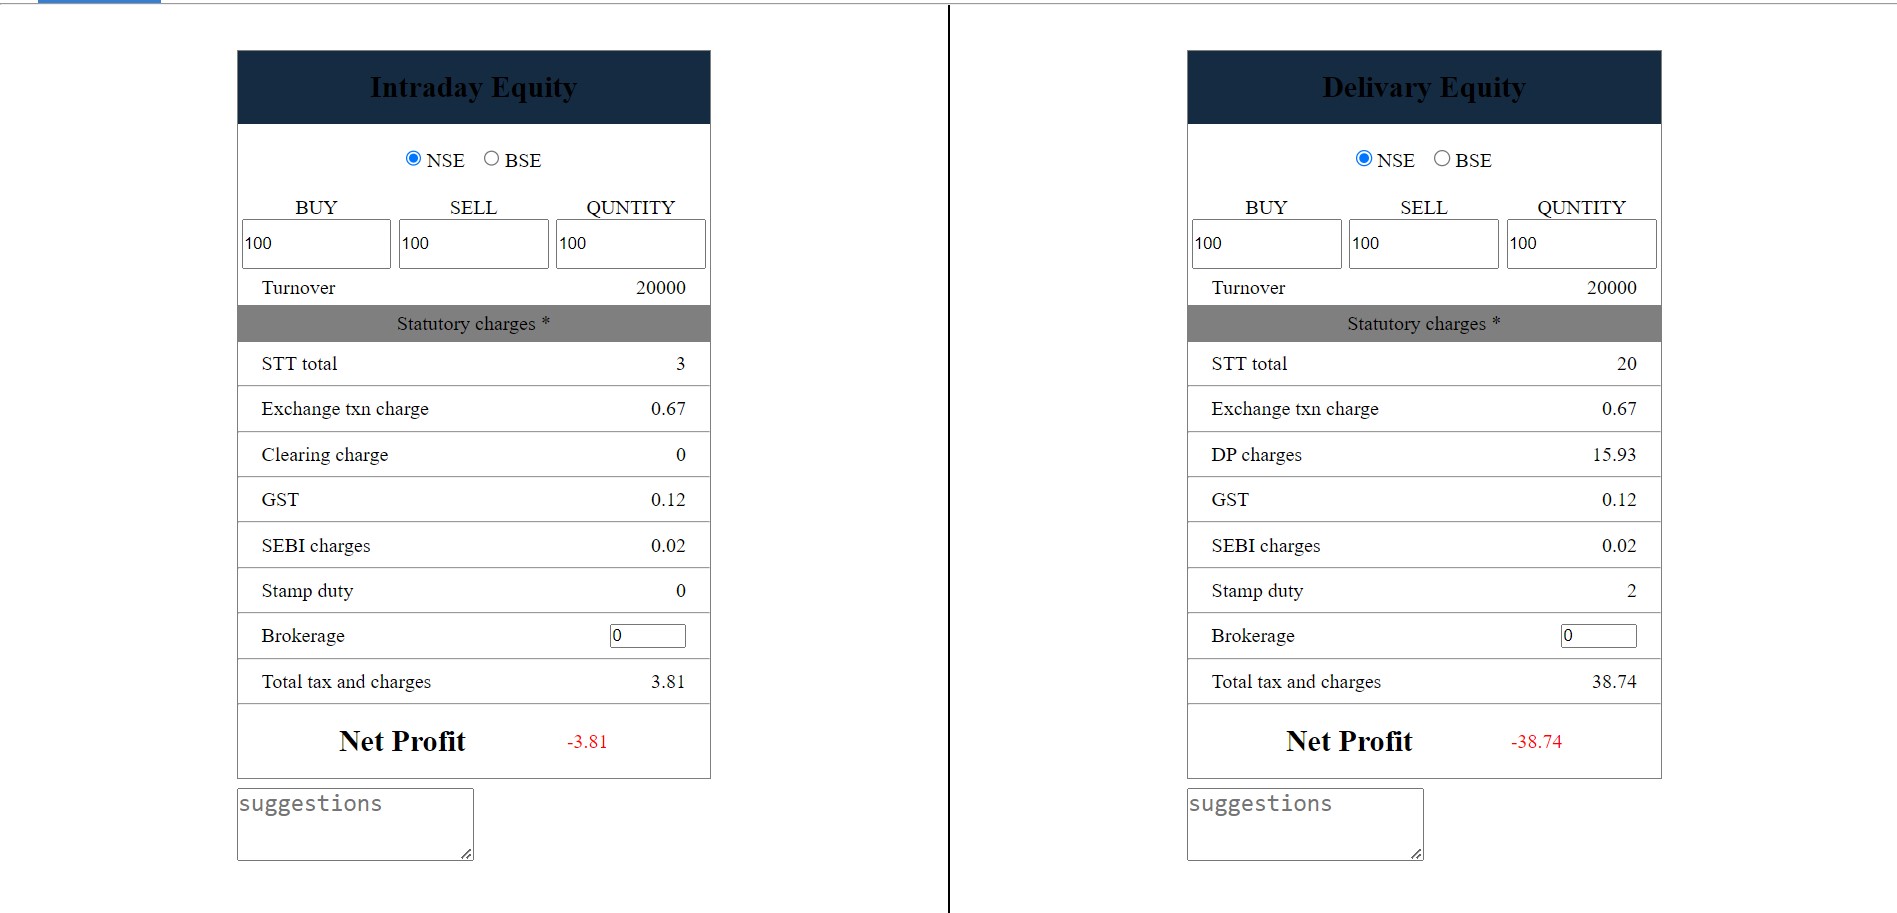 Intraday Equity
NSE BSE
BUY SELL QUNTITY
100 100 100
Turnover 20000
Statutory charges *
STT total 3
Exchange txn charge 0.67
Clearing charge 0
GST 0.12
SEBI charges 0.02
Stamp duty 0
Brokerage 0
Total tax and charges 3.81
Net Profit -3.81
suggestions
Delivary Equity
NSE BSE
BUY SELL QUNTITY
100 100 100
Turnover 20000
Statutory charges *
STT total 20
Exchange txn charge 0.67
DP charges 15.93
GST 0.12
SEBI charges 0.02
Stamp duty 2
Brokerage 0
Total tax and charges 38.74
Net Profit -38.74
suggestions